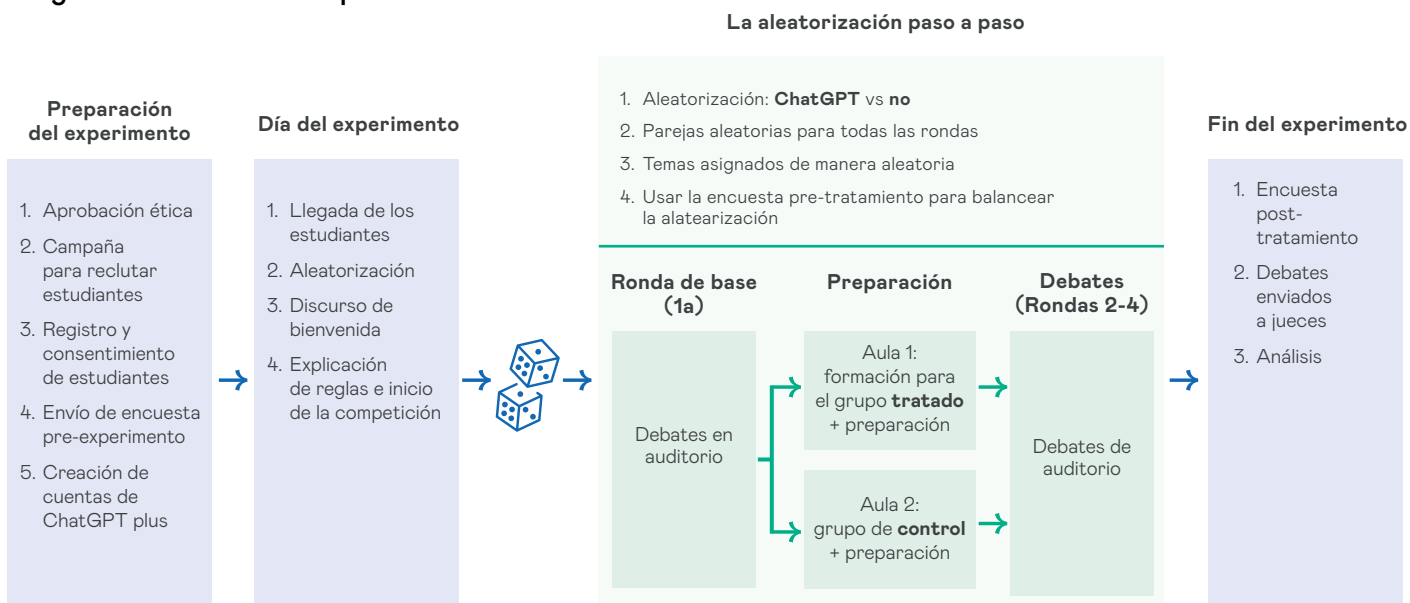 La aleatorización paso a paso
Preparación
del experimento
1. Aprobación ética
2. Campaña
para reclutar
estudiantes
3. Registro y
consentimiento
de estudiantes
4. Envío de encuesta
pre-experimento
5. Creación de
cuentas de
ChatGPT plus
Día del experimento
1. Llegada de los
estudiantes
2. Aleatorización
3. Discurso de
bienvenida
4. Explicación
de reglas e inicio
de la competición
1. Aleatorización: ChatGPT vs no
2. Parejas aleatorias para todas las rondas
3. Temas asignados de manera aleatoria
4. Usar la encuesta pre-tratamiento para balancear
la alatearización
Ronda de base
(1a)
Debates en
auditorio
Preparación
Aula 1:
formación para
el grupo tratado
+ preparación
Aula 2:
grupo de control
+ preparación
Debates
(Rondas 2-4)
Debates de
auditorio
Fin del experimento
1. Encuesta
post-
tratamiento
2. Debates
enviados
a jueces
3. Análisis